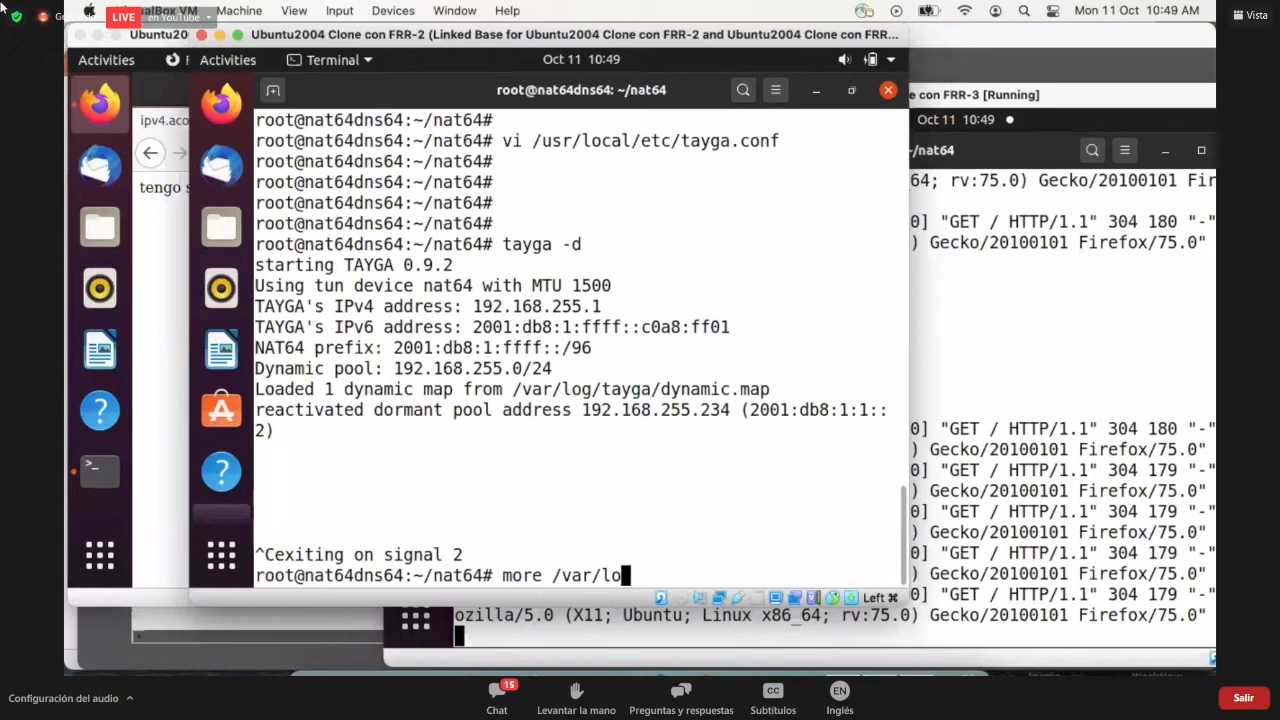 VirtualBox VM Machine View Input Devices Window Help
Mon 11 Oct 10:49 AM
LIVE en YouTube
Vista
Ubuntu20
Ubuntu2004 Clone con FRR-2 (Linked Base for Ubuntu2004 Clone con FRR-2 and Ubuntu2004 Clone con FRR...
Activities
Activities Terminal Oct 11 10:49
root@nat64dns64: ~/nat64
con FRR-3 [Running]
Oct 11 10:49
~/nat64
ipv4.aco
tengo s
root@nat64dns64:~/nat64#
root@nat64dns64:~/nat64# vi /usr/local/etc/tayga.conf
root@nat64dns64:~/nat64#
root@nat64dns64:~/nat64#
root@nat64dns64:~/nat64#
root@nat64dns64:~/nat64#
root@nat64dns64:~/nat64# tayga -d
starting TAYGA 0.9.2
Using tun device nat64 with MTU 1500
TAYGA's IPv4 address: 192.168.255.1
TAYGA's IPv6 address: 2001:db8:1:ffff::c0a8:ff01
NAT64 prefix: 2001:db8:1:ffff::/96
Dynamic pool: 192.168.255.0/24
Loaded 1 dynamic map from /var/log/tayga/dynamic.map
reactivated dormant pool address 192.168.255.234 (2001:db8:1:1::
2)
^Cexiting on signal 2
root@nat64dns64:~/nat64# more /var/lo
Left ⌘
64; rv:75.0) Gecko/20100101 Fir
0] "GET / HTTP/1.1" 304 180 "-"
) Gecko/20100101 Firefox/75.0"
0] "GET / HTTP/1.1" 304 180 "-"
) Gecko/20100101 Firefox/75.0"
0] "GET / HTTP/1.1" 304 179 "-"
) Gecko/20100101 Firefox/75.0"
0] "GET / HTTP/1.1" 304 179 "-"
) Gecko/20100101 Firefox/75.0"
0] "GET / HTTP/1.1" 304 179 "-"
) Gecko/20100101 Firefox/75.0"
0] "GET / HTTP/1.1" 304 179 "-"
ozilla/5.0 (X11; Ubuntu; Linux x86_64; rv:75.0) Gecko/20100101 Firefox/75.0"
Configuración del audio
15
Chat
Levantar la mano
Preguntas y respuestas
CC
Subtítulos
EN
Inglés
Salir